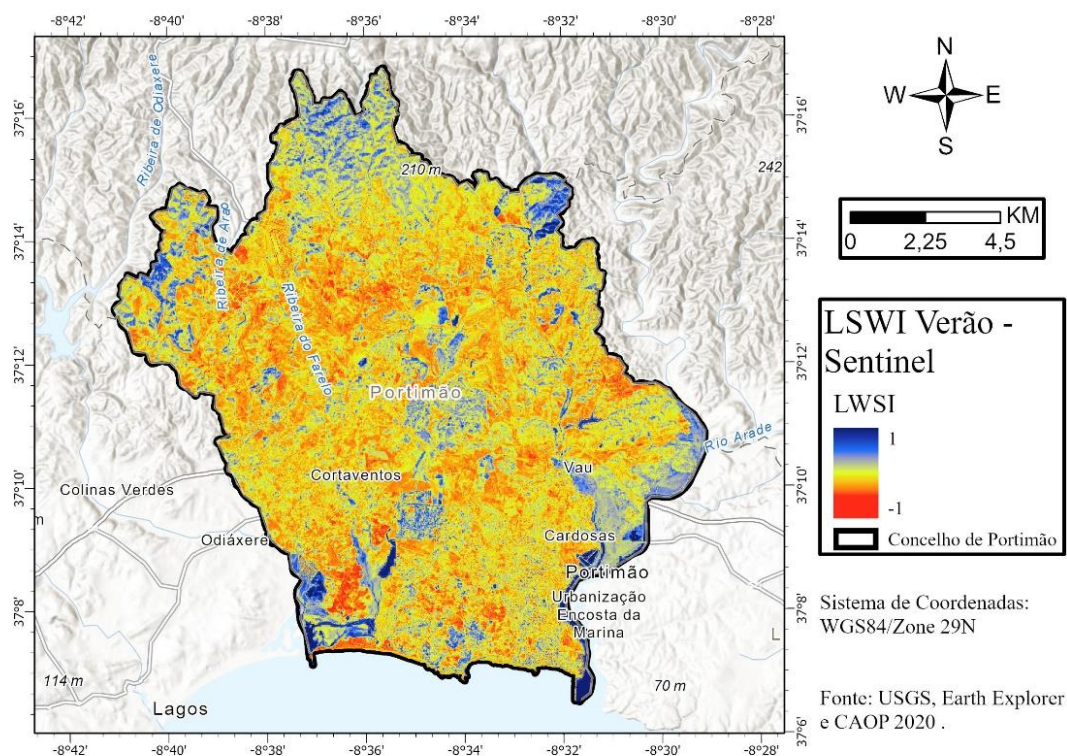 -8°42' -8°40' -8°38' -8°36' -8°34' -8°32' -8°30' -8°28'
37°16'
37°14'
37°12'
37°10'
37°8'
37°16'
37°14'
37°12'
37°10'
37°8'
37°6'
Ribeira de Odiaxere
Ribeira de Arao
Ribeira do Farelo
210 m
242
Portimão
Rio Arade
Cortaventos
Vau
Colinas Verdes
m
Odiáxere
Cardosas
Portimão
Urbanização
Encosta da
Marina
L
114 m
70 m
Lagos
-8°42' -8°40' -8°38' -8°36' -8°34' -8°32' -8°30' -8°28'
N
W E
S
KM
0 2,25 4,5
LSWI Verão -
Sentinel
LWSI
1
-1
Concelho de Portimão
Sistema de Coordenadas:
WGS84/Zone 29N
Fonte: USGS, Earth Explorer
e CAOP 2020 .